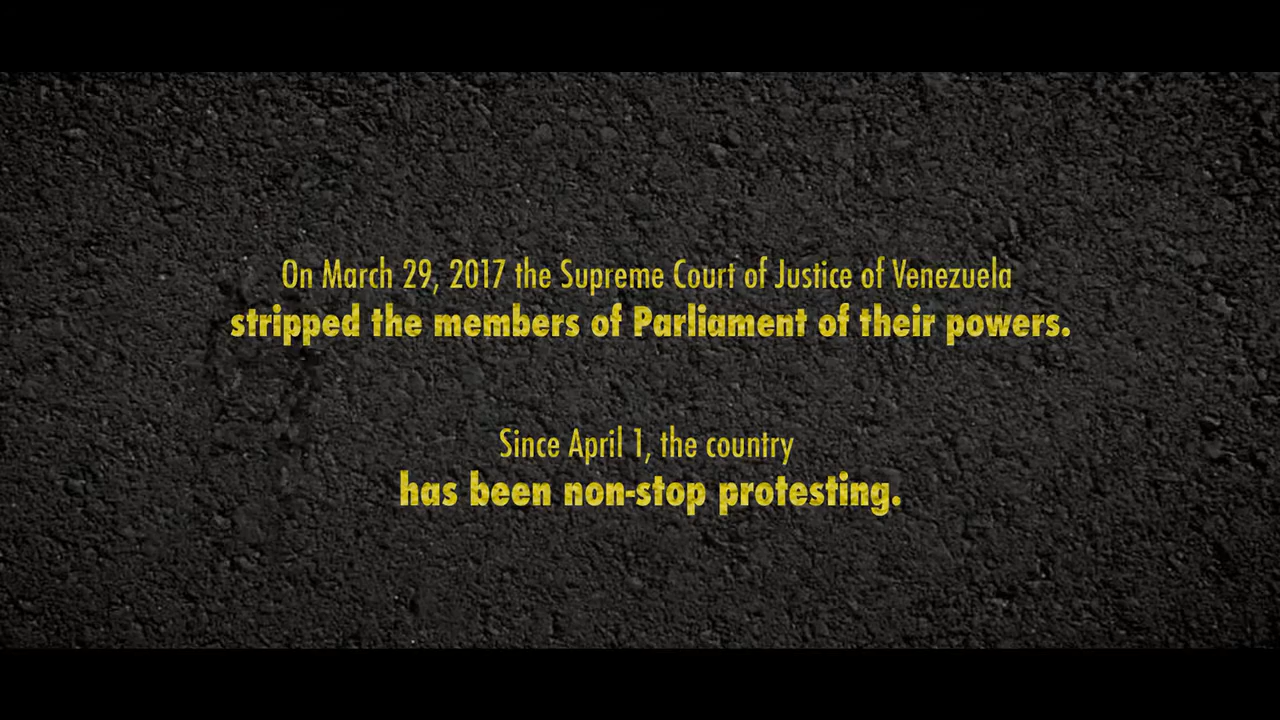 On March 29, 2017 the Supreme Court of Justice of Venezuela
stripped the members of Parliament of their powers.
Since April 1, the country
has been non-stop protesting.